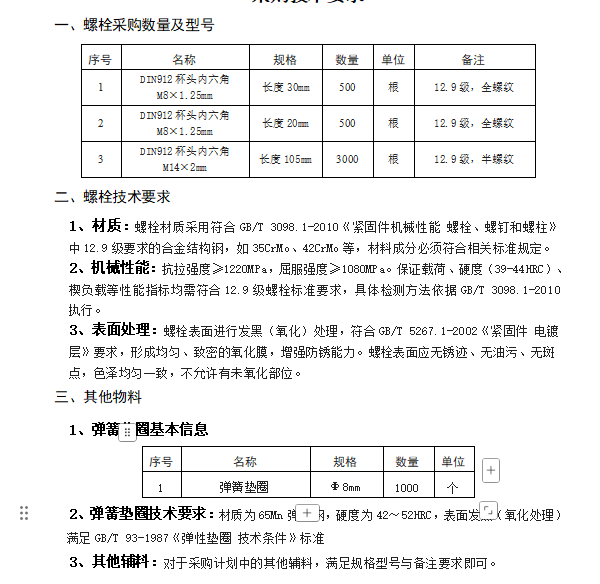 一、螺栓采购数量及型号
序号 名称 规格 数量 单位 备注
1 DIN912 杯头内六角 M8×1.25mm 长度 30mm 500 根 12.9 级，全螺纹
2 DIN912 杯头内六角 M8×1.25mm 长度 20mm 500 根 12.9 级，全螺纹
3 DIN912 杯头内六角 M14×2mm 长度 105mm 3000 根 12.9 级，半螺纹
二、螺栓技术要求
1、材质：螺栓材质采用符合 GB/T 3098.1-2010《紧固件机械性能 螺栓、螺钉和螺柱》
中 12.9 级要求的合金结构钢，如 35CrMo、42CrMo 等，材料成分必须符合相关标准规定。
2、机械性能：抗拉强度≥1220MPa，屈服强度≥1080MPa。保证载荷、硬度（39-44HRC）、
楔负载等性能指标均需符合 12.9 级螺栓标准要求，具体检测方法依据 GB/T 3098.1-2010
执行。
3、表面处理：螺栓表面进行发黑（氧化）处理，符合 GB/T 5267.1-2002《紧固件 电镀
层》要求，形成均匀、致密的氧化膜，增强防锈能力。螺栓表面应无锈迹、无油污、无斑
点，色泽均匀一致，不允许有未氧化部位。
三、其他物料
1、弹簧 圈基本信息
序号 名称 规格 数量 单位
1 弹簧垫圈 Φ8mm 1000 个
2、弹簧垫圈技术要求：材质为 65Mn 弹 钢，硬度为 42～52HRC，表面发 （氧化处理）
满足 GB/T 93-1987《弹性垫圈 技术条件》标准
3、其他辅料：对于采购计划中的其他辅料，满足规格型号与备注要求即可。